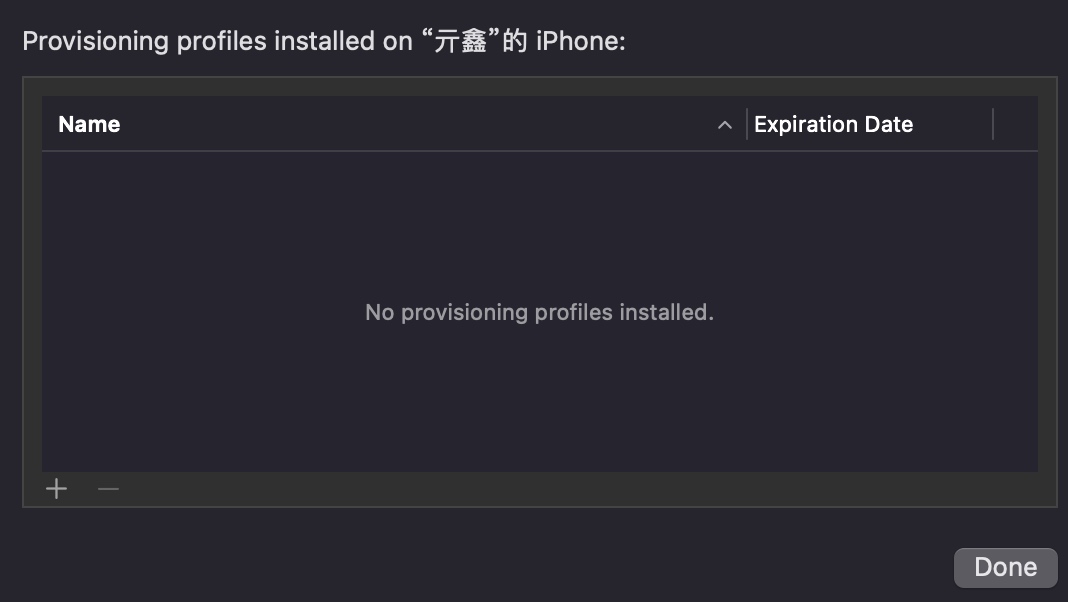 Provisioning profiles installed on “亓鑫”的 iPhone:
Name
Expiration Date
No provisioning profiles installed.
Done